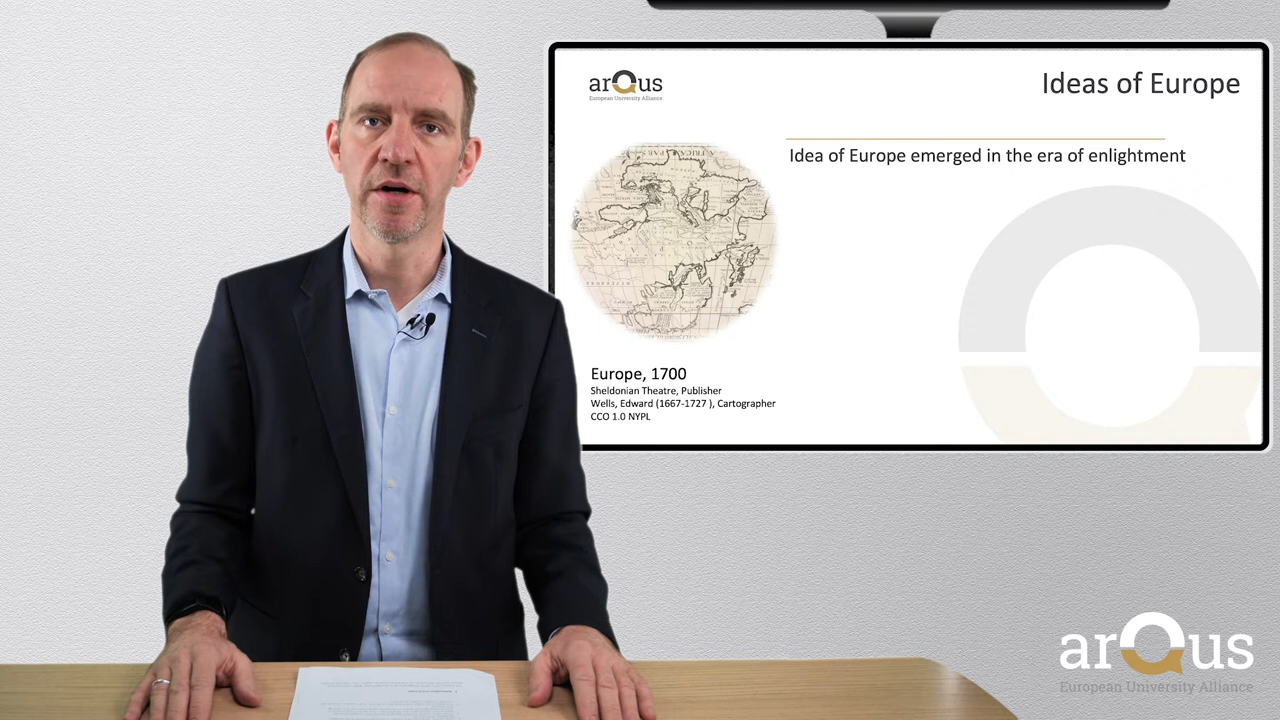 arQus
European University Alliance
Ideas of Europe
Idea of Europe emerged in the era of enlightment
Europe, 1700
Sheldonian Theatre, Publisher
Wells, Edward (1667-1727 ), Cartographer
CCO 1.0 NYPL
arQus
European University Alliance